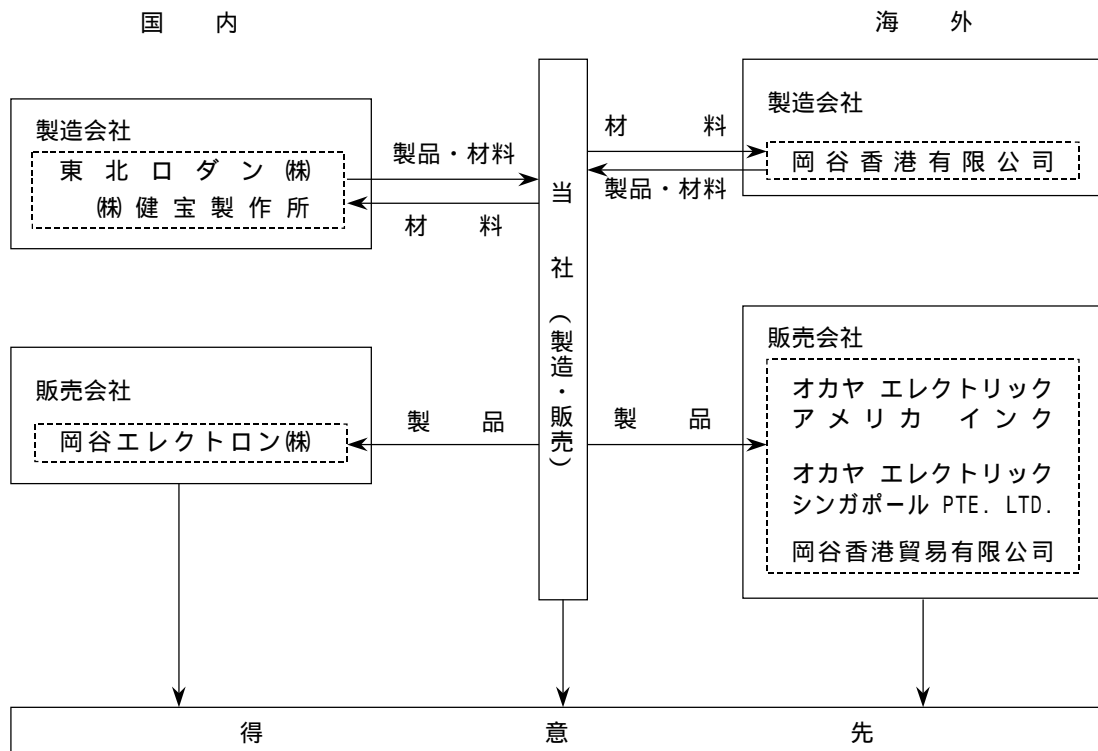 国 内
海 外
製造会社
東北ロダン㈱
㈱健宝製作所
製品・材料
材 料
当社(製造・販売)
材 料
製品・材料
製造会社
岡谷香港有限公司
販売会社
岡谷エレクトロン㈱
製 品
製 品
販売会社
オカヤ エレクトリック
アメリカ インク
オカヤ エレクトリック
シンガポール PTE. LTD.
岡谷香港貿易有限公司
得 意 先